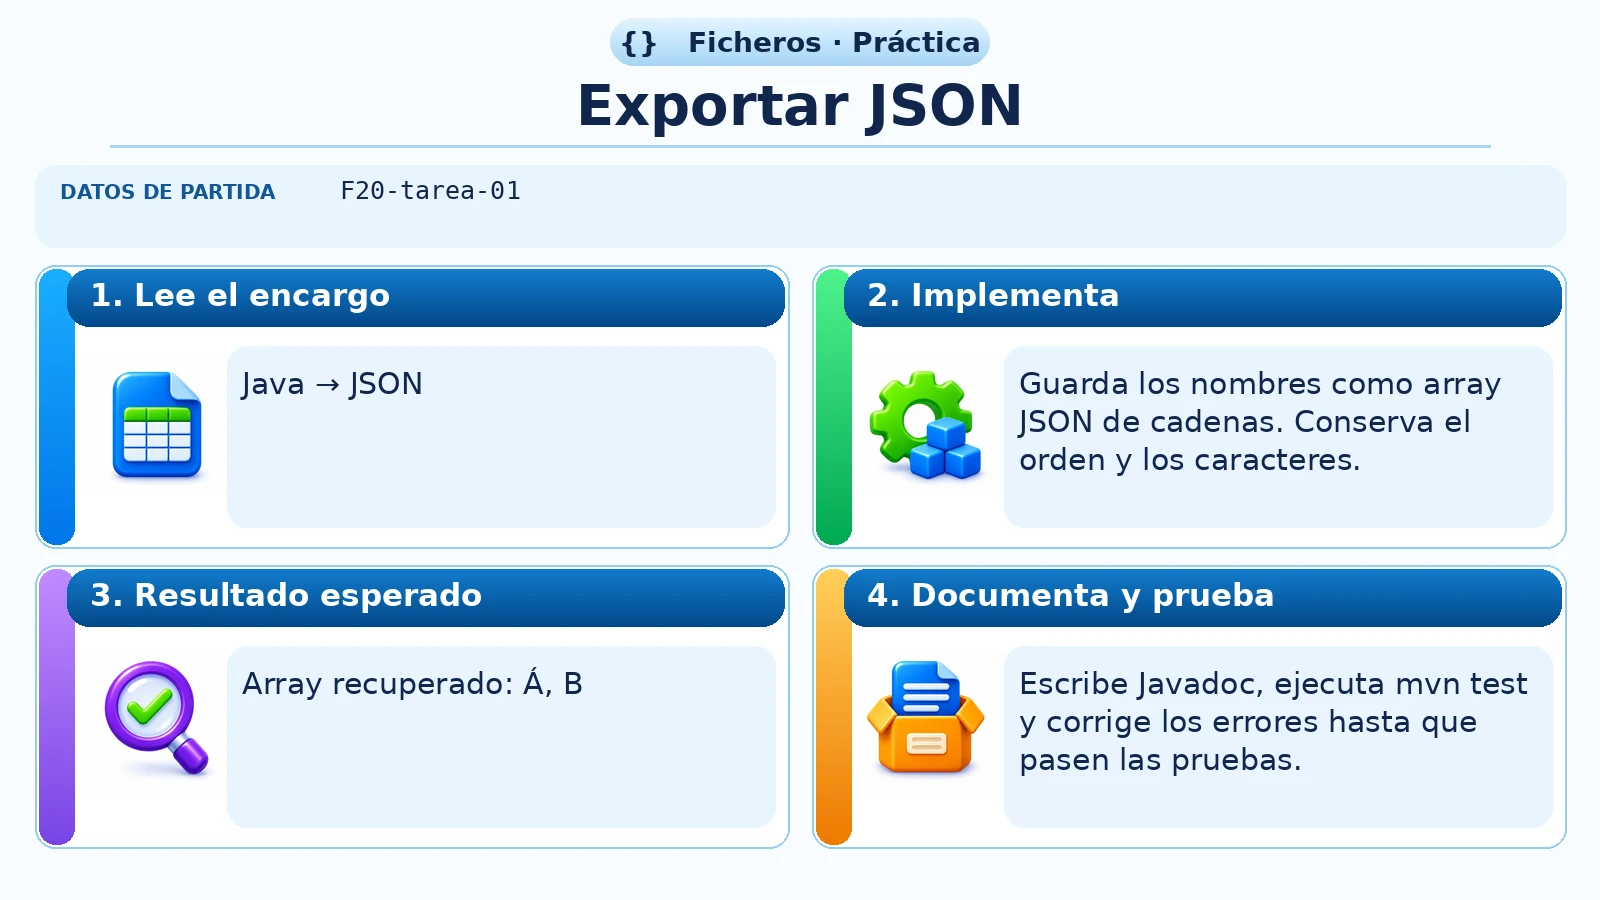 {} Ficheros · Práctica
Exportar JSON
DATOS DE PARTIDA F20-tarea-01
1. Lee el encargo
Java → JSON
2. Implementa
Guarda los nombres como array
JSON de cadenas. Conserva el
orden y los caracteres.
3. Resultado esperado
Array recuperado: Á, B
4. Documenta y prueba
Escribe Javadoc, ejecuta mvn test
y corrige los errores hasta que
pasen las pruebas.